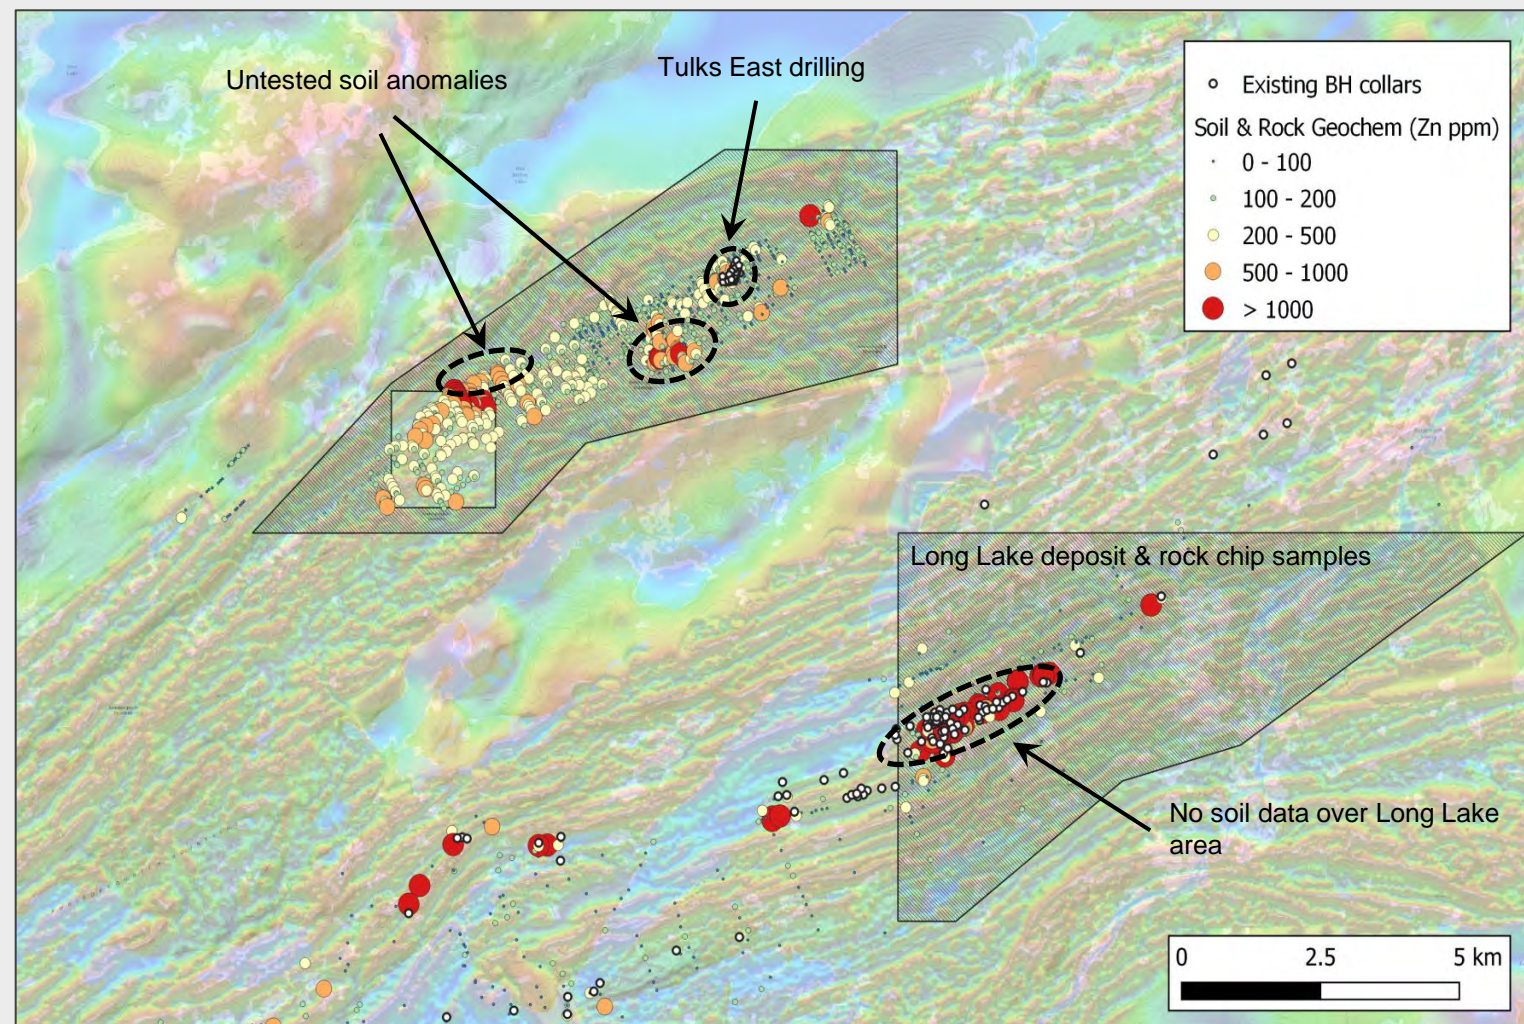 Untested soil anomalies
Tulks East drilling
Existing BH collars
Soil & Rock Geochem (Zn ppm)
0 - 100
100 - 200
200 - 500
500 - 1000
> 1000
Long Lake deposit & rock chip samples
No soil data over Long Lake
area
0 2.5 5 km